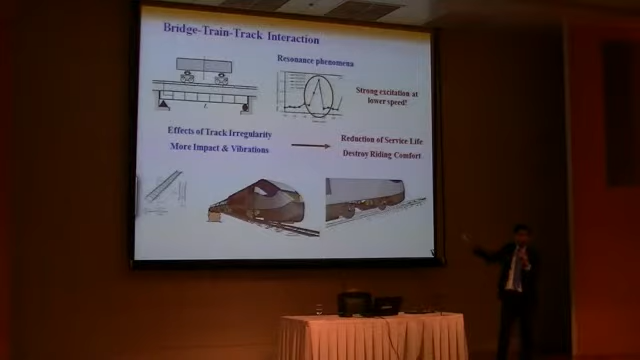 Bridge-Train-Track Interaction
Resonance phenomena
Strong excitation at
lower speed!
L
Effects of Track Irregularity
More Impact & Vibrations
Reduction of Service Life
Destroy Riding Comfort